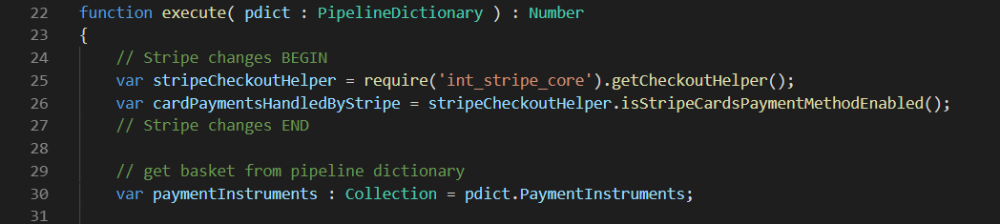 22 function execute( pdict : PipelineDictionary ) : Number
23 {
24 // Stripe changes BEGIN
25 var stripeCheckoutHelper = require('int_stripe_core').getCheckoutHelper();
26 var cardPaymentsHandledByStripe = stripeCheckoutHelper.isStripeCardsPaymentMethodEnabled();
27 // Stripe changes END
28
29 // get basket from pipeline dictionary
30 var paymentInstruments : Collection = pdict.PaymentInstruments;
31